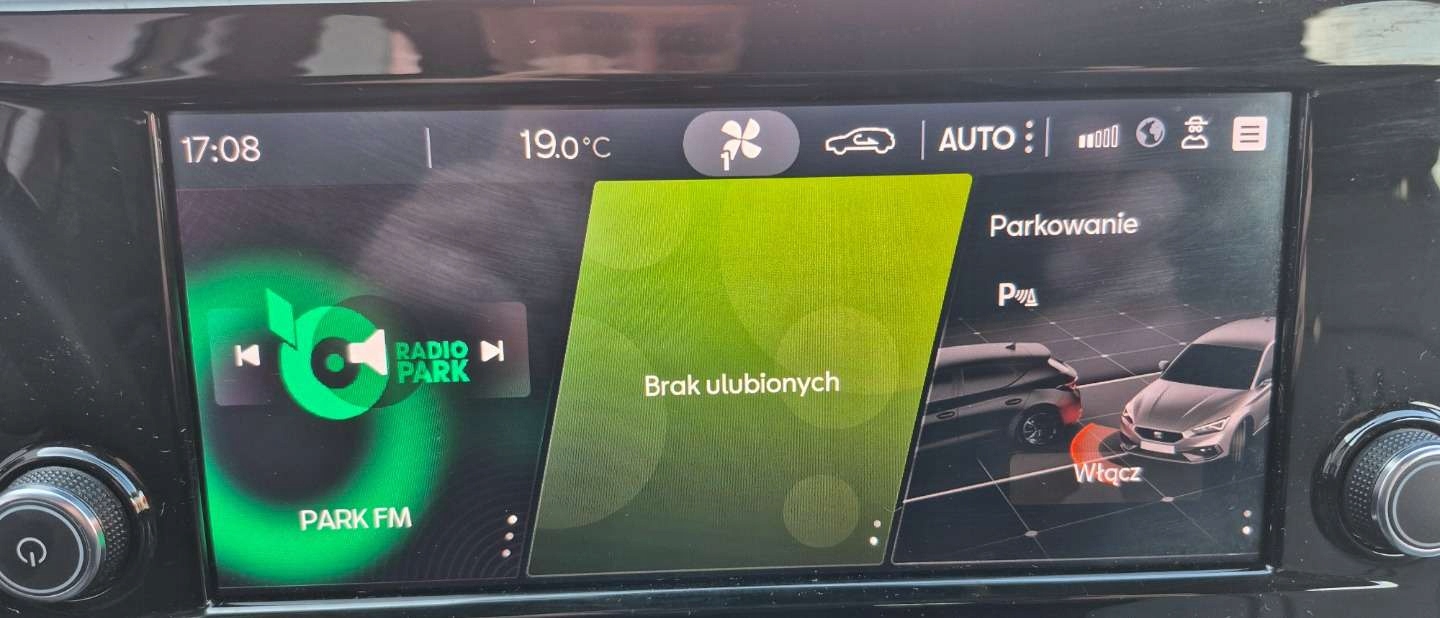 17:08
19.0°C
1
AUTO
Parkowanie
P
RADIO
PARK
Brak ulubionych
Włącz
PARK FM